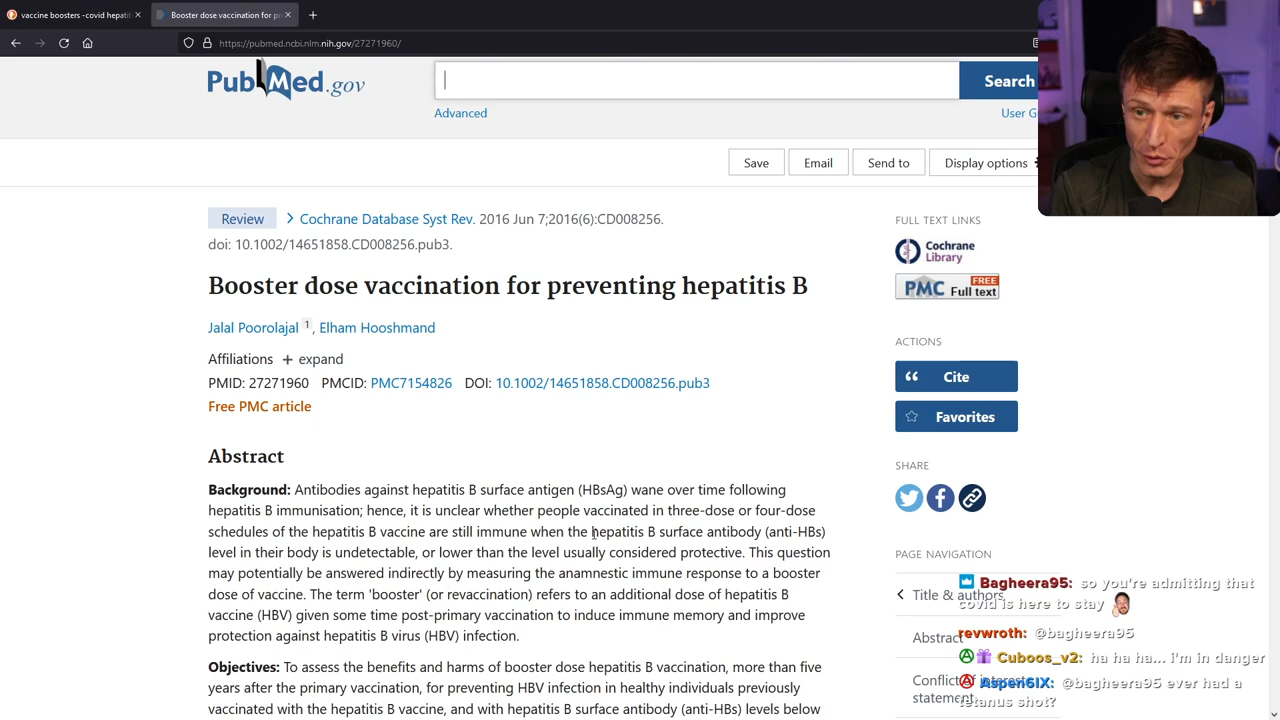 vaccine boosters -covid hepatit
Booster dose vaccination for p
https://pubmed.ncbi.nlm.nih.gov/27271960/
PubMed.gov
Search
Advanced
User G
Save
Email
Send to
Display options
Review
Cochrane Database Syst Rev. 2016 Jun 7;2016(6):CD008256.
doi: 10.1002/14651858.CD008256.pub3.
Booster dose vaccination for preventing hepatitis B
Jalal Poorolajal 1, Elham Hooshmand
Affiliations + expand
PMID: 27271960 PMCID: PMC7154826 DOI: 10.1002/14651858.CD008256.pub3
Free PMC article
Abstract
Background: Antibodies against hepatitis B surface antigen (HBsAg) wane over time following
hepatitis B immunisation; hence, it is unclear whether people vaccinated in three-dose or four-dose
schedules of the hepatitis B vaccine are still immune when the hepatitis B surface antibody (anti-HBs)
level in their body is undetectable, or lower than the level usually considered protective. This question
may potentially be answered indirectly by measuring the anamnestic immune response to a booster
dose of vaccine. The term 'booster' (or revaccination) refers to an additional dose of hepatitis B
vaccine (HBV) given some time post-primary vaccination to induce immune memory and improve
protection against hepatitis B virus (HBV) infection.
Objectives: To assess the benefits and harms of booster dose hepatitis B vaccination, more than five
years after the primary vaccination, for preventing HBV infection in healthy individuals previously
vaccinated with the hepatitis B vaccine, and with hepatitis B surface antibody (anti-HBs) levels below
FULL TEXT LINKS
Cochrane
Library
PMC FREE Full text
ACTIONS
Cite
Favorites
SHARE
PAGE NAVIGATION
Title & authors
Abstract
Conflict of interest
statement
Bagheera95: so you're admitting that
covid is here to stay
revwroth: @bagheera95
Cuboos_v2: ha ha ha... i'm in danger
Aspen6IX: @bagheera95 ever had a
tetanus shot?